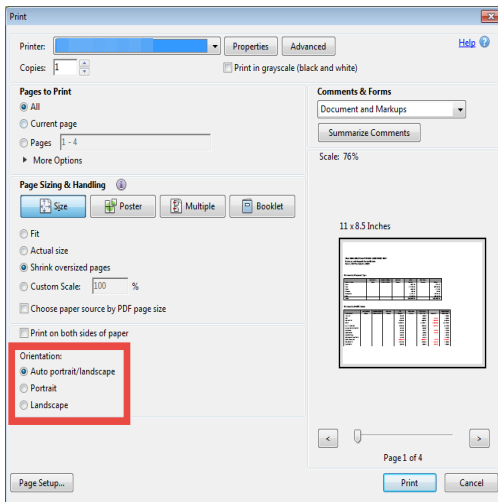 Print
Printer: Properties Advanced Help
Copies: 1 Print in grayscale (black and white)
Pages to Print
All
Current page
Pages 1 - 4
More Options
Comments & Forms
Document and Markups
Summarize Comments
Scale: 76%
Page Sizing & Handling
Size Poster Multiple Booklet
Fit
Actual size
Shrink oversized pages
Custom Scale: 100 %
Choose paper source by PDF page size
11 x 8.5 Inches
Print on both sides of paper
Orientation:
Auto portrait/landscape
Portrait
Landscape
< >
Page 1 of 4
Page Setup... Print Cancel